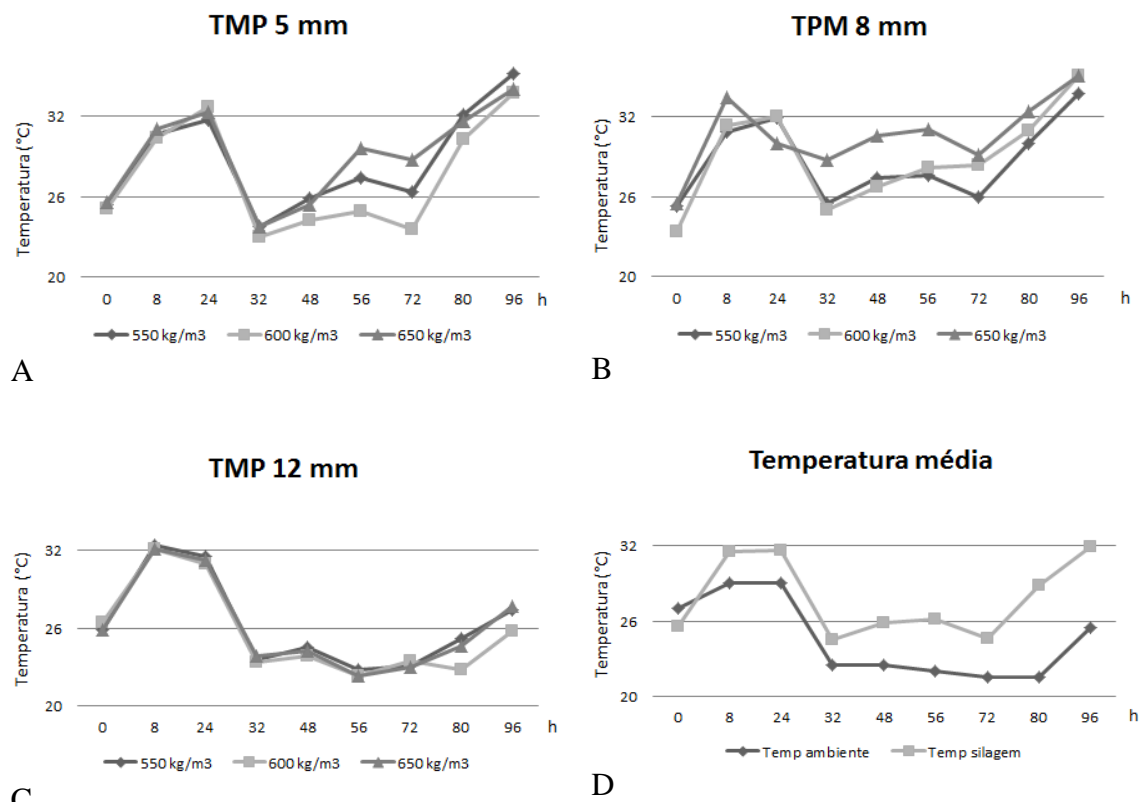 TMP 5 mm
Temperatura (°C)
32
26
20
0 8 24 32 48 56 72 80 96 h
550 kg/m3 600 kg/m3 650 kg/m3
A
TPM 8 mm
Temperatura (°C)
32
26
20
0 8 24 32 48 56 72 80 96 h
550 kg/m3 600 kg/m3 650 kg/m3
B
TMP 12 mm
Temperatura (°C)
32
26
20
0 8 24 32 48 56 72 80 96 h
550 kg/m3 600 kg/m3 650 kg/m3
C
Temperatura média
Temperatura (°C)
32
26
20
0 8 24 32 48 56 72 80 96 h
Temp ambiente Temp silagem
D